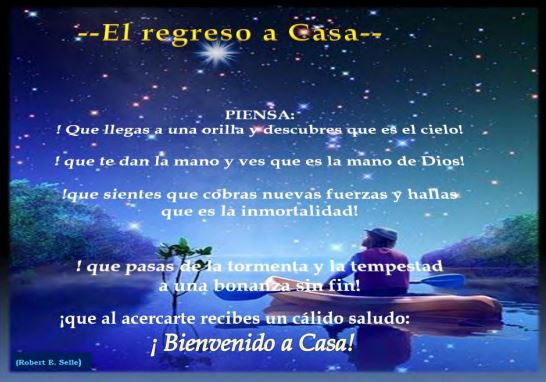 --El regreso a Casa--
PIENSA:
! Que llegas a una orilla y descubres que es el cielo!
! que te dan la mano y ves que es la mano de Dios!
!que sientes que cobras nuevas fuerzas y hallas
que es la inmortalidad!
! que pasas de la tormenta y la tempestad
a una bonanza sin fin!
¡que al acercarte recibes un cálido saludo:
¡ Bienvenido a Casa!
(Robert E. Selle)